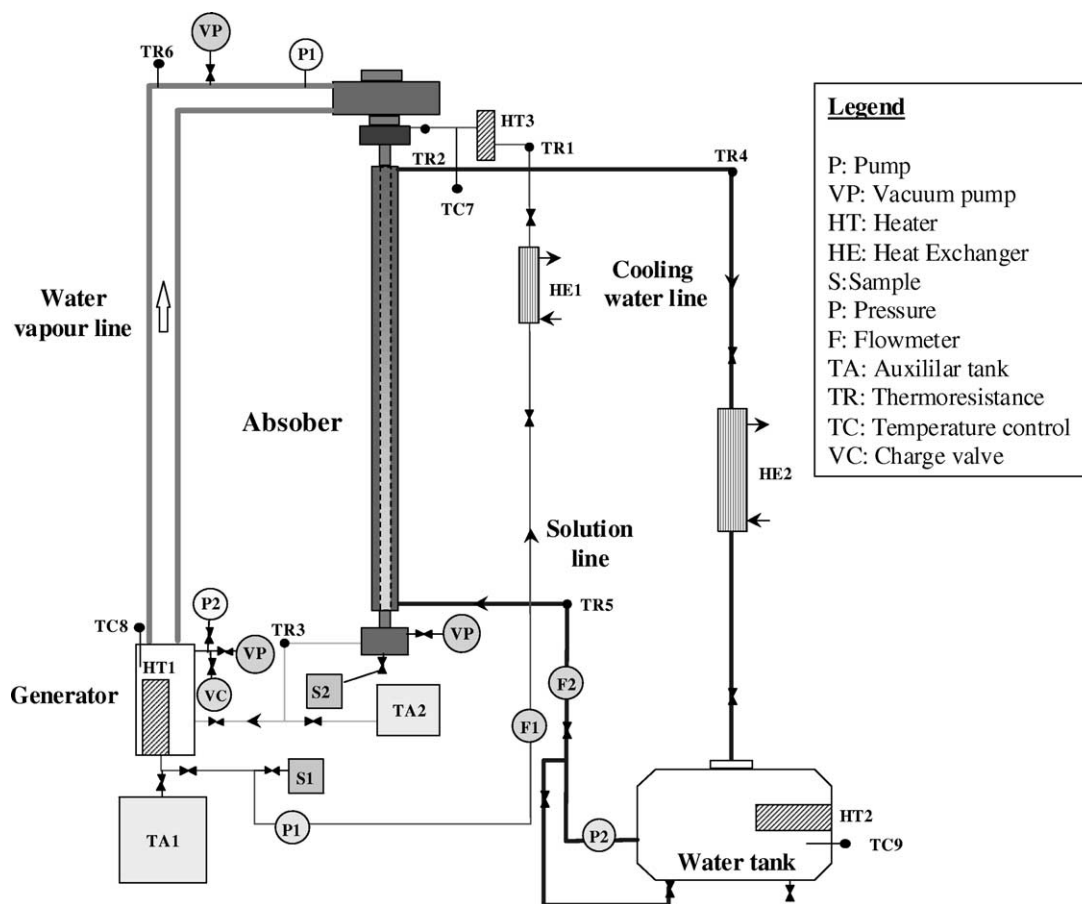 VP
TR6
P1
HT3
TR1
TR2
TR4
TC7
Water
vapour line
HE1
Cooling
water line
Absober
HE2
Solution
line
P2
TC8
TR3
TR5
VP
VP
HT1
Generator
VC
S2
TA2
F2
F1
S1
TA1
P1
P2
HT2
Water tank
TC9
Legend
P: Pump
VP: Vacuum pump
HT: Heater
HE: Heat Exchanger
S:Sample
P: Pressure
F: Flowmeter
TA: Auxililar tank
TR: Thermoresistance
TC: Temperature control
VC: Charge valve